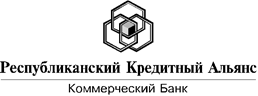 Республиканский Кредитный Альянс
Коммерческий Банк